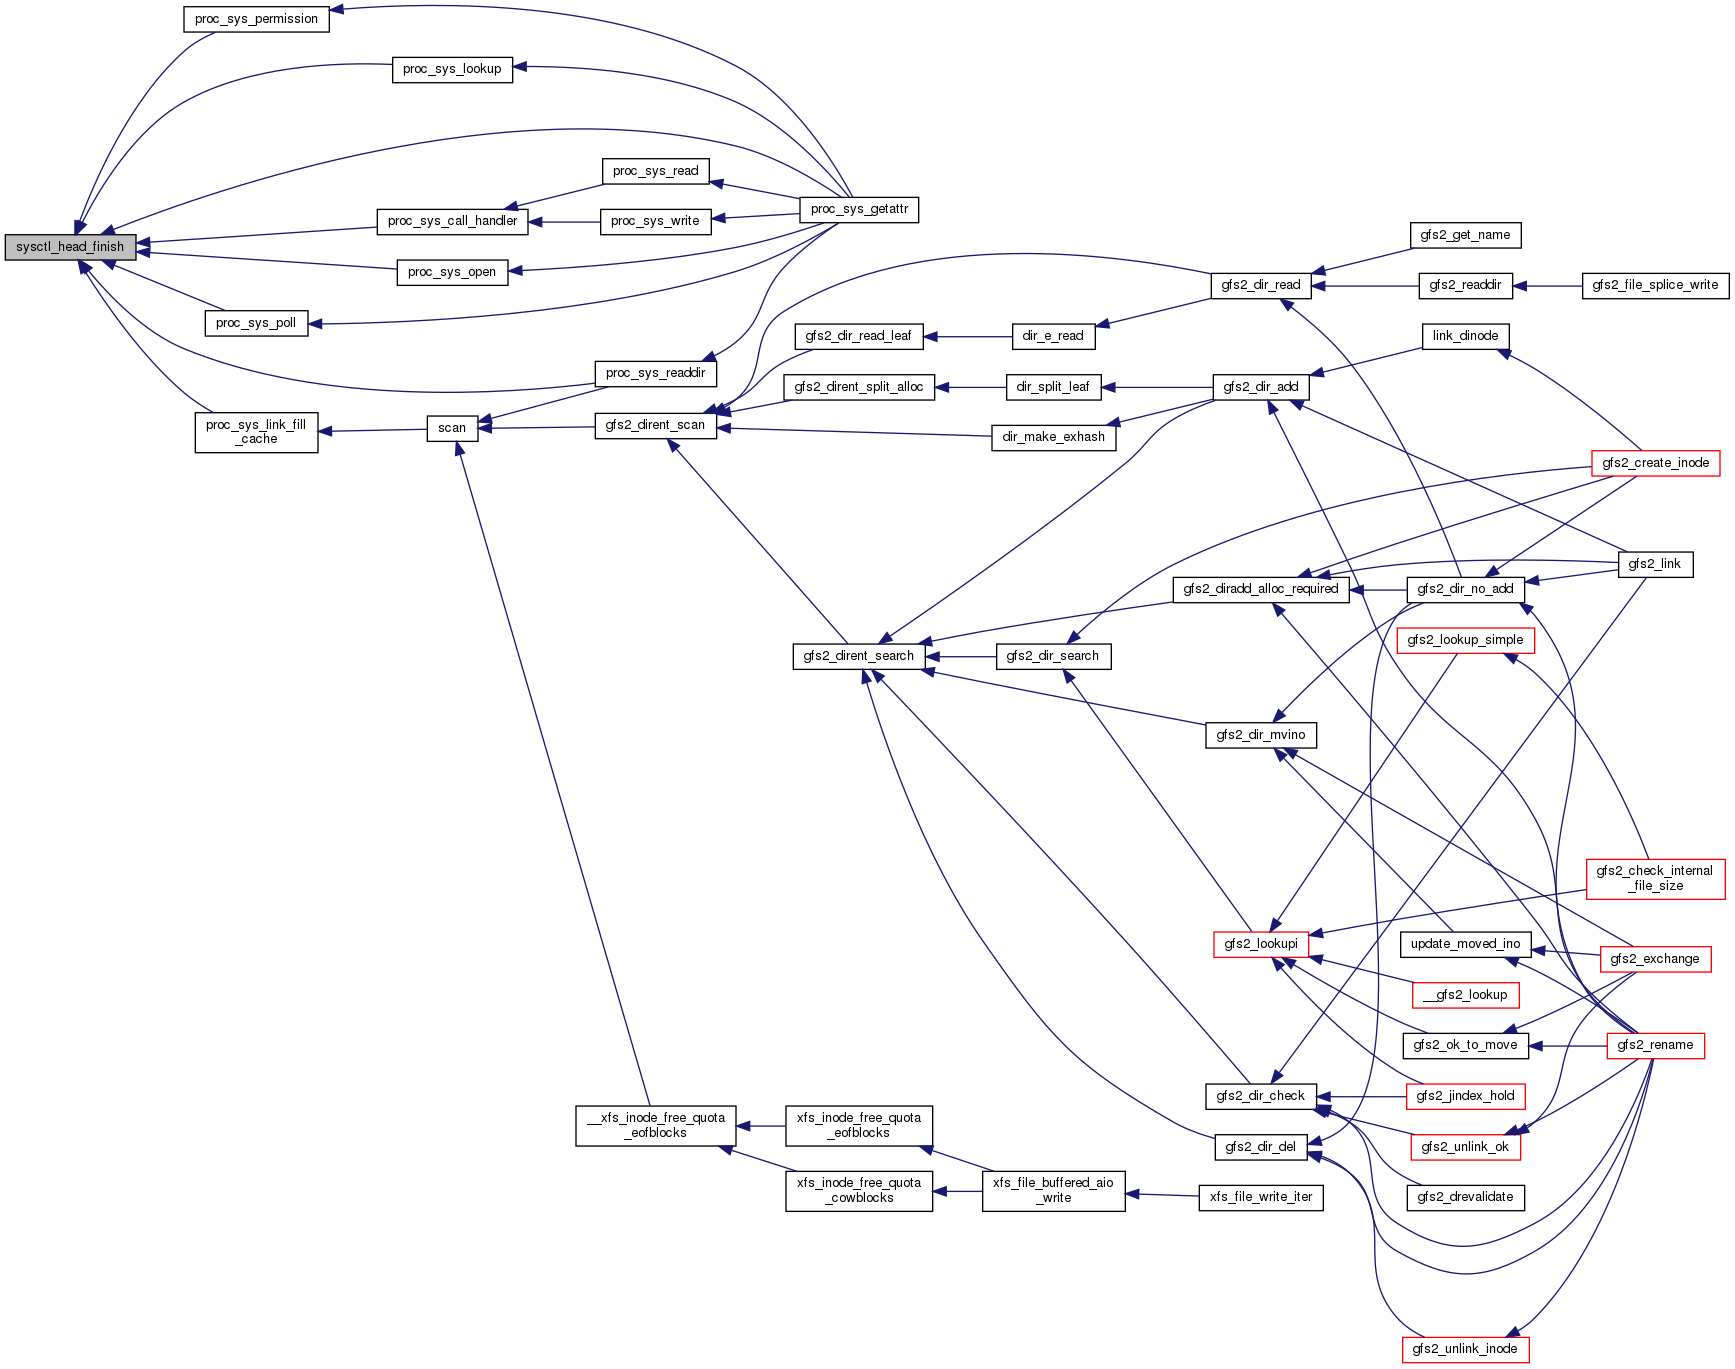 proc_sys_permission
proc_sys_lookup
proc_sys_read
proc_sys_getattr
proc_sys_call_handler
proc_sys_write
gfs2_get_name
sysctl_head_finish
proc_sys_open
gfs2_dir_read
gfs2_readdir
gfs2_file_splice_write
proc_sys_poll
gfs2_dir_read_leaf
dir_e_read
link_dinode
proc_sys_readdir
gfs2_dirent_split_alloc
dir_split_leaf
gfs2_dir_add
proc_sys_link_fill
_cache
scan
gfs2_dirent_scan
dir_make_exhash
gfs2_create_inode
gfs2_link
gfs2_diradd_alloc_required
gfs2_dir_no_add
gfs2_lookup_simple
gfs2_dirent_search
gfs2_dir_search
gfs2_dir_mvino
gfs2_check_internal
_file_size
gfs2_lookupi
update_moved_ino
gfs2_exchange
__gfs2_lookup
gfs2_ok_to_move
gfs2_rename
gfs2_dir_check
gfs2_jindex_hold
__xfs_inode_free_quota
_eofblocks
xfs_inode_free_quota
_eofblocks
gfs2_dir_del
gfs2_unlink_ok
xfs_inode_free_quota
_cowblocks
xfs_file_buffered_aio
_write
xfs_file_write_iter
gfs2_drevalidate
gfs2_unlink_inode